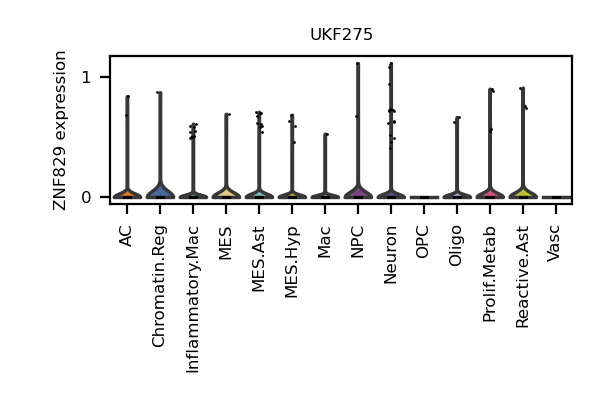 UKF275
ZNF829 expression
1
0
AC
Chromatin.Reg
Inflammatory.Mac
MES
MES.Ast
MES.Hyp
Mac
NPC
Neuron
OPC
Oligo
Prolif.Metab
Reactive.Ast
Vasc